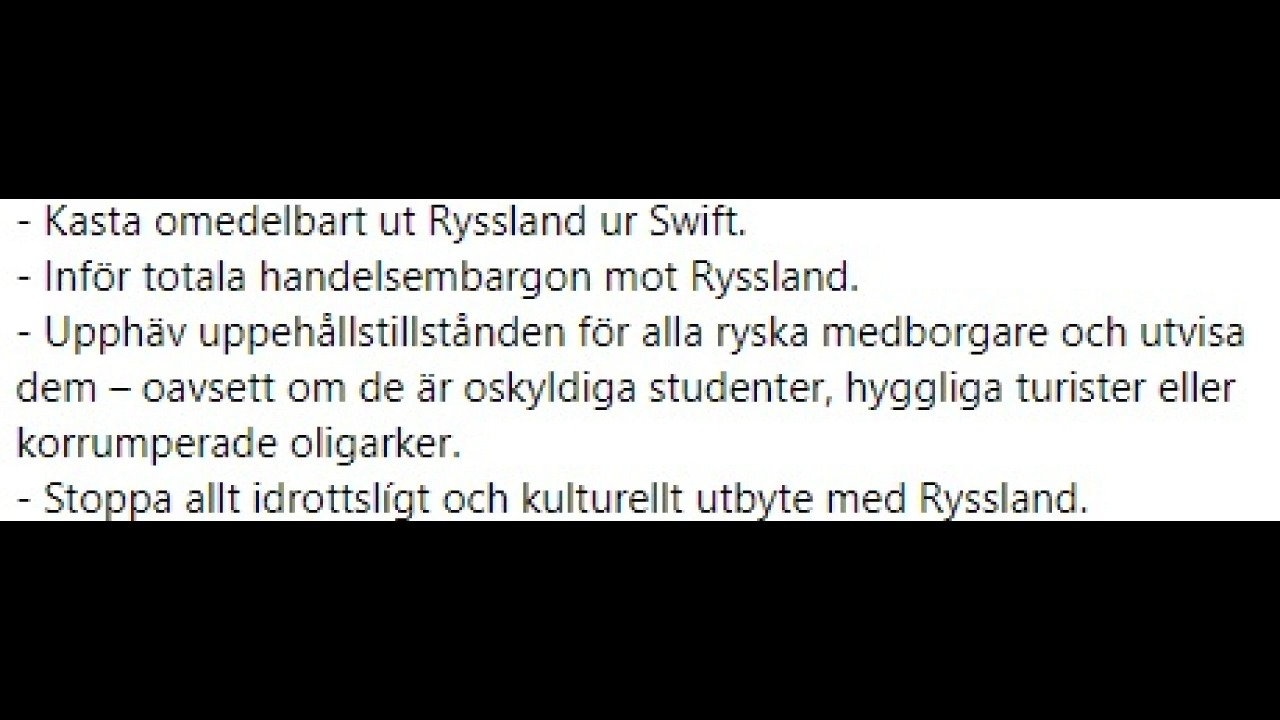 - Kasta omedelbart ut Ryssland ur Swift.
- Inför totala handelsembargon mot Ryssland.
- Upphäv uppehållstillstånden för alla ryska medborgare och utvisa
dem – oavsett om de är oskyldiga studenter, hyggliga turister eller
korrumperade oligarker.
- Stoppa allt idrottslígt och kulturellt utbyte med Ryssland.